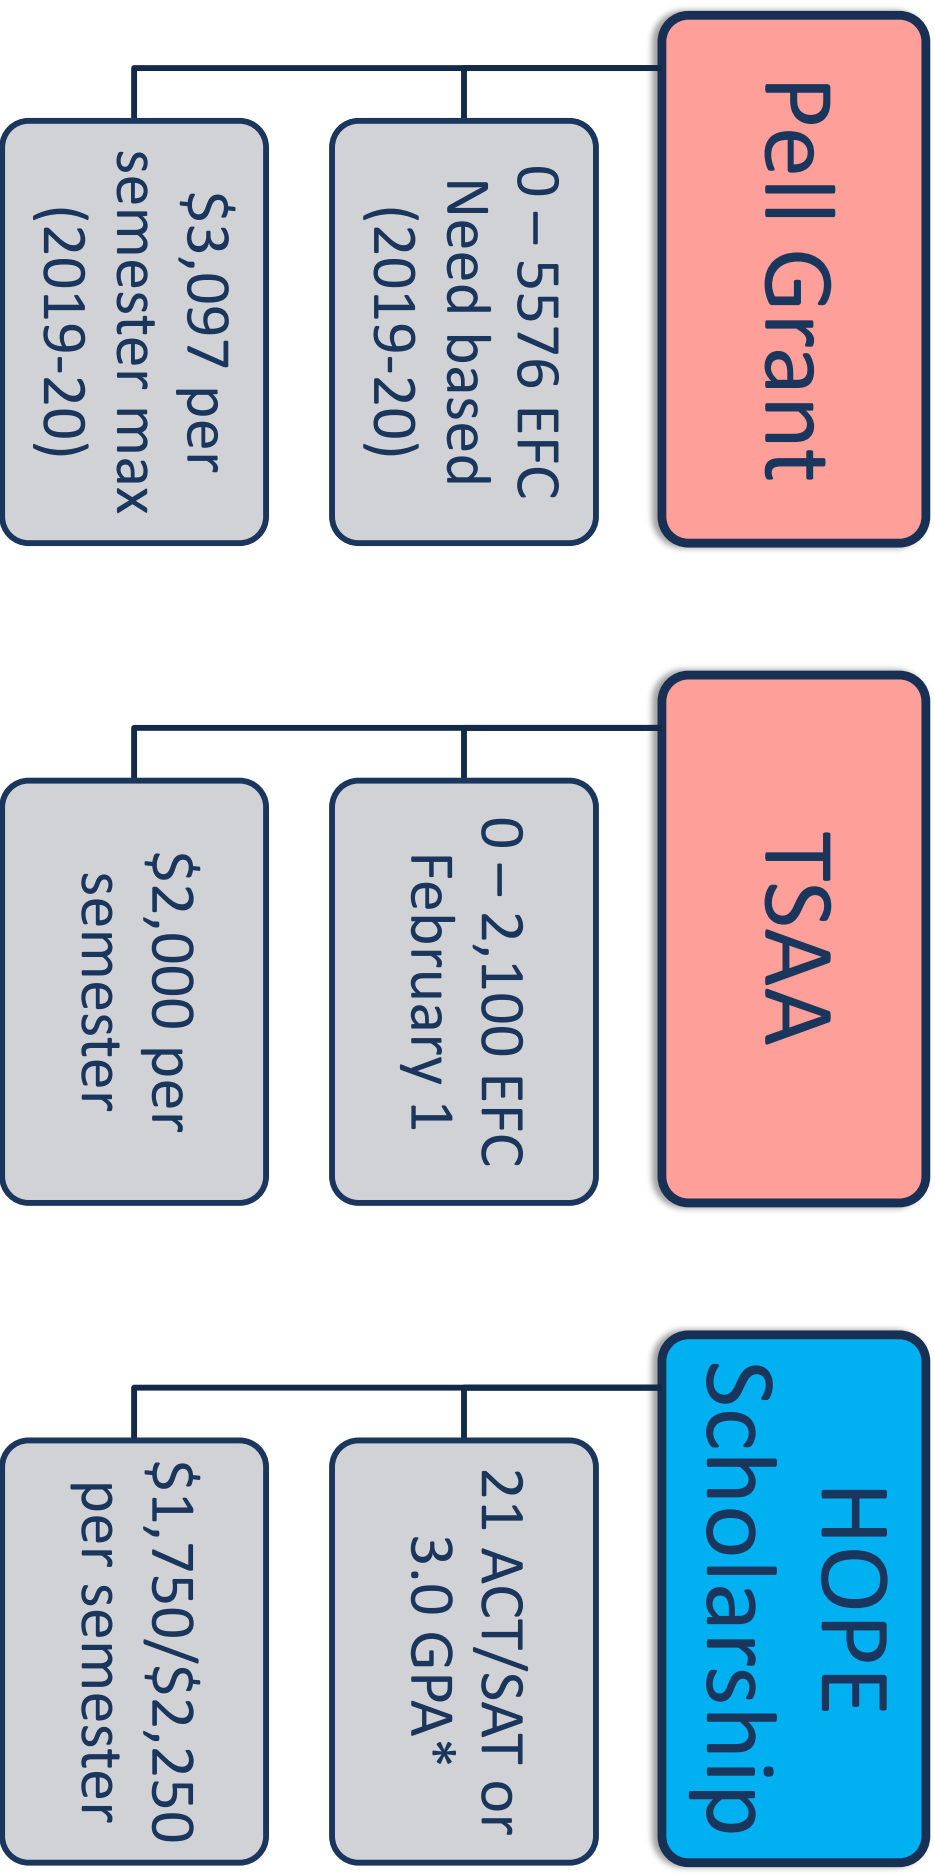 Pell Grant
0 – 5576 EFC
Need based
(2019-20)
$3,097 per
semester max
(2019-20)
TSAA
0 – 2,100 EFC
February 1
$2,000 per
semester
HOPE
Scholarship
21 ACT/SAT or
3.0 GPA*
$1,750/$2,250
per semester